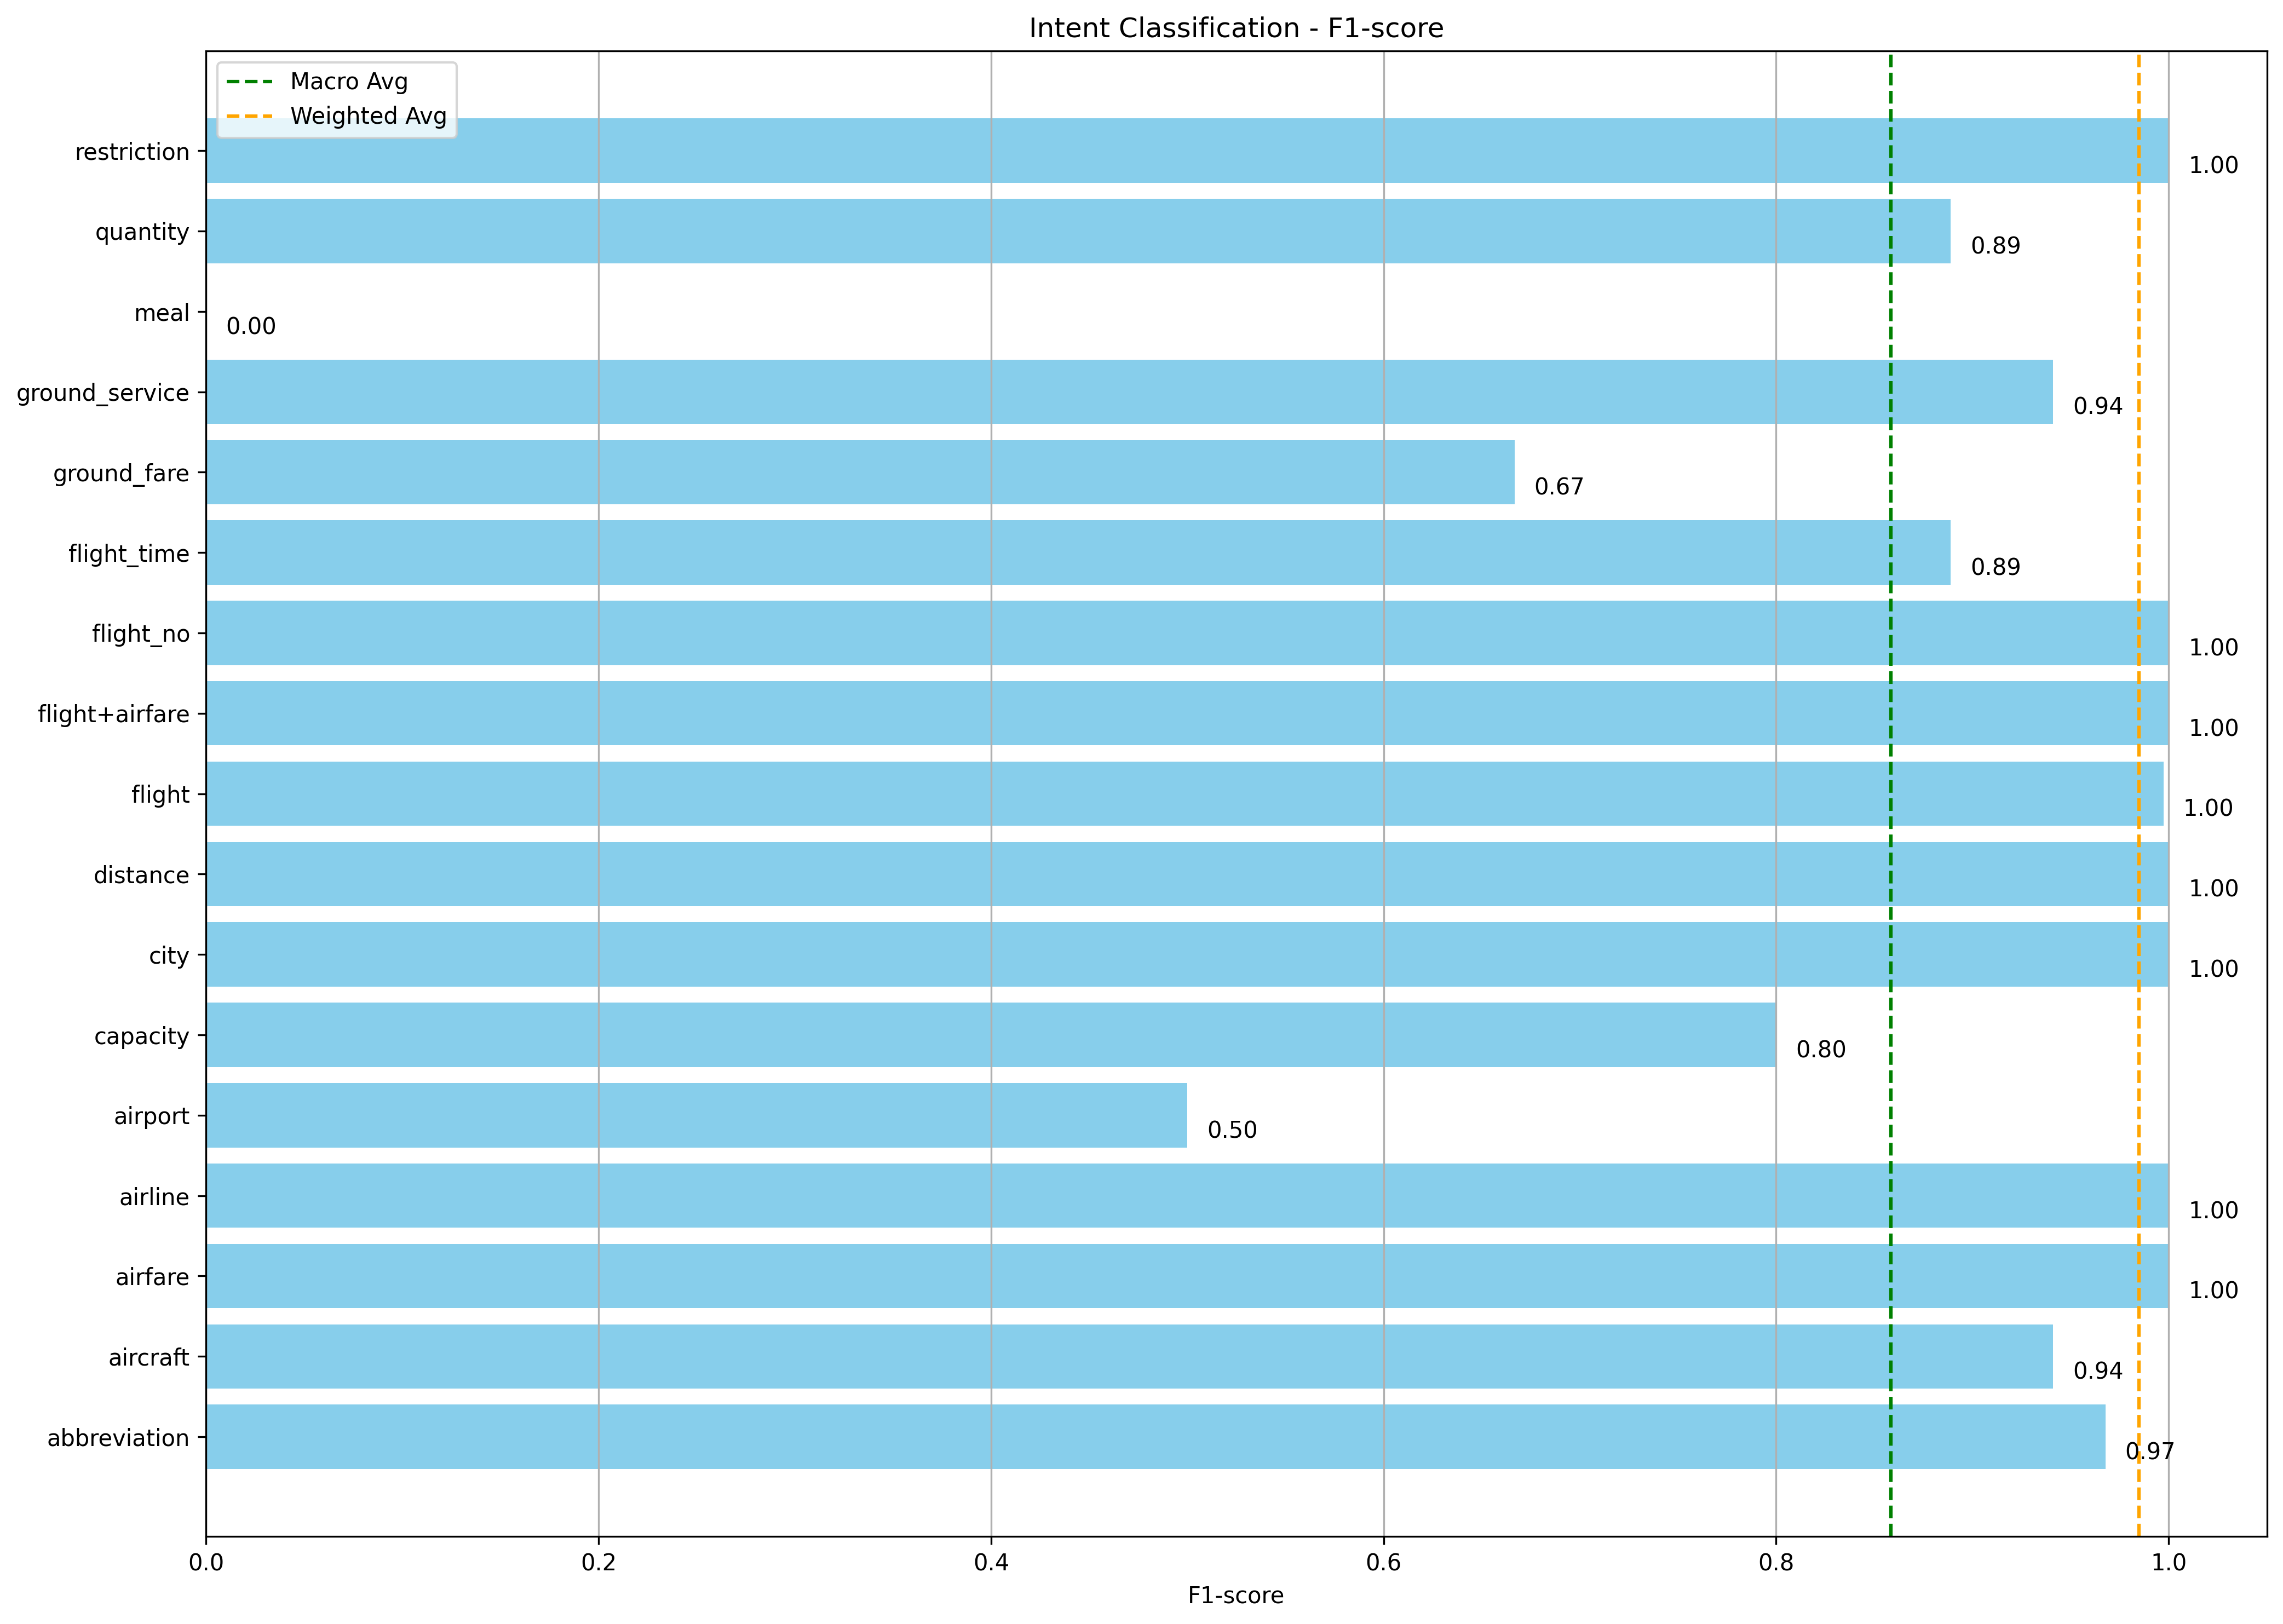 Intent Classification - F1-score
Macro Avg
Weighted Avg
restriction
1.00
quantity
0.89
meal
0.00
ground_service
0.94
ground_fare
0.67
flight_time
0.89
flight_no
1.00
flight+airfare
1.00
flight
1.00
distance
1.00
city
1.00
capacity
0.80
airport
0.50
airline
1.00
airfare
1.00
aircraft
0.94
abbreviation
0.97
0.0 0.2 0.4 0.6 0.8 1.0
F1-score